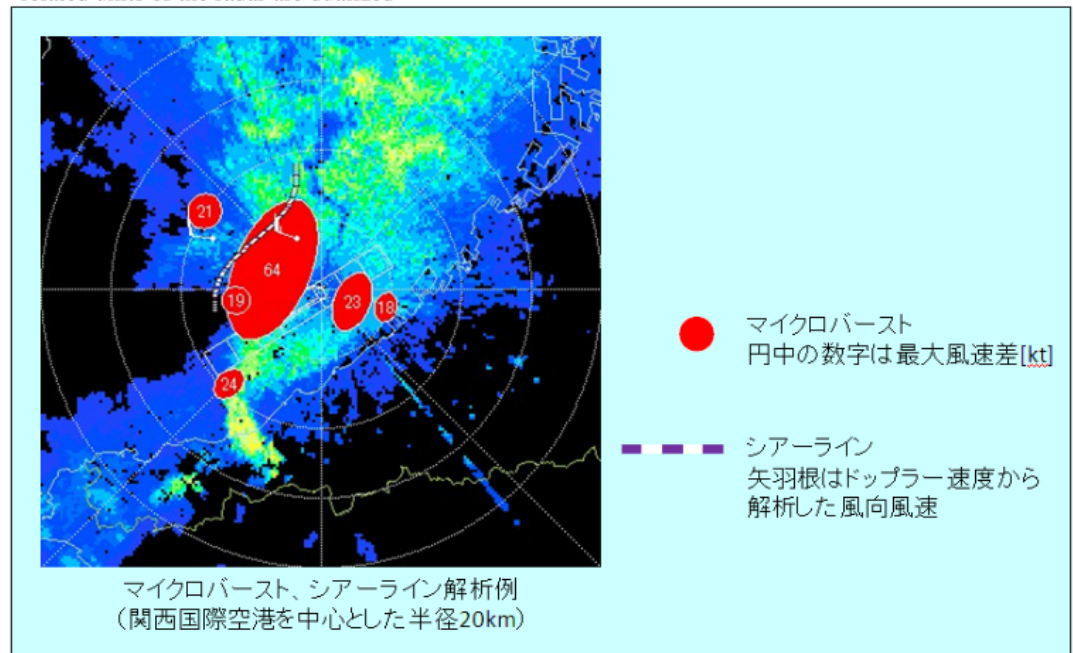 21
64
19
23
18
24
マイクロバースト
円中の数字は最大風速差[kt]
シアーライン
矢羽根はドップラー速度から
解析した風向風速
マイクロバースト、シアーライン解析例
（関西国際空港を中心とした半径20km）